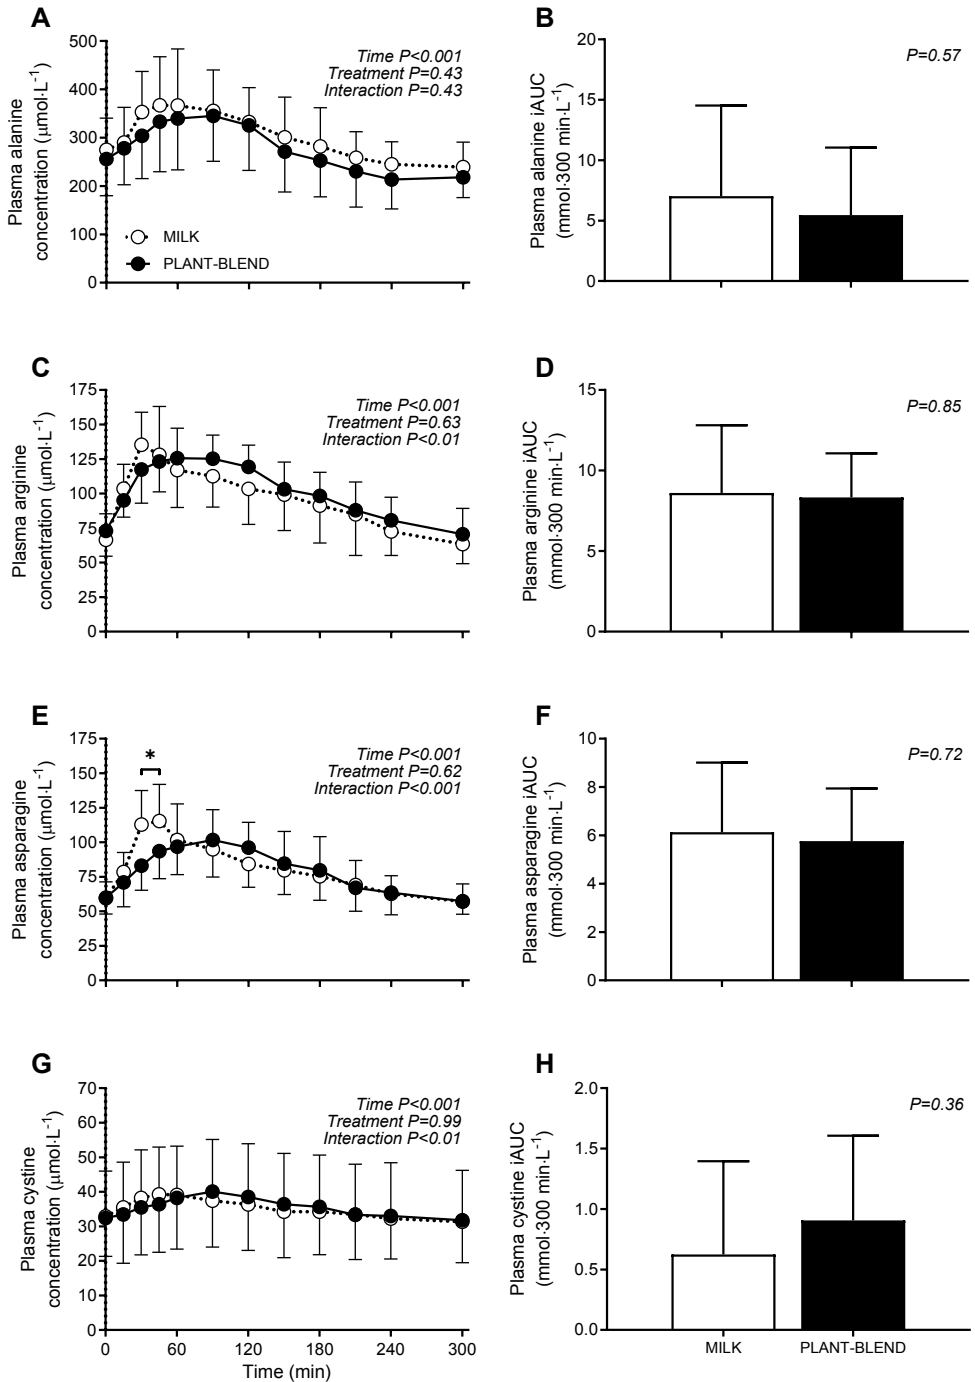 A
Plasma alanine
concentration (μmol·L⁻¹)
500
400
300
200
100
0
Time P<0.001
Treatment P=0.43
Interaction P=0.43
MILK
PLANT-BLEND
B
Plasma alanine iAUC
(mmol·300 min·L⁻¹)
20
15
10
5
0
P=0.57
C
Plasma arginine
concentration (μmol·L⁻¹)
175
150
125
100
75
50
25
0
Time P<0.001
Treatment P=0.63
Interaction P<0.01
D
Plasma arginine iAUC
(mmol·300 min·L⁻¹)
15
10
5
0
P=0.85
E
Plasma asparagine
concentration (μmol·L⁻¹)
175
150
125
100
75
50
25
0
*
Time P<0.001
Treatment P=0.62
Interaction P<0.001
F
Plasma asparagine iAUC
(mmol·300 min·L⁻¹)
10
8
6
4
2
0
P=0.72
G
Plasma cystine
concentration (μmol·L⁻¹)
70
60
50
40
30
20
10
0
Time P<0.001
Treatment P=0.99
Interaction P<0.01
0 60 120 180 240 300
Time (min)
H
Plasma cystine iAUC
(mmol·300 min·L⁻¹)
2.0
1.5
1.0
0.5
0.0
P=0.36
MILK PLANT-BLEND